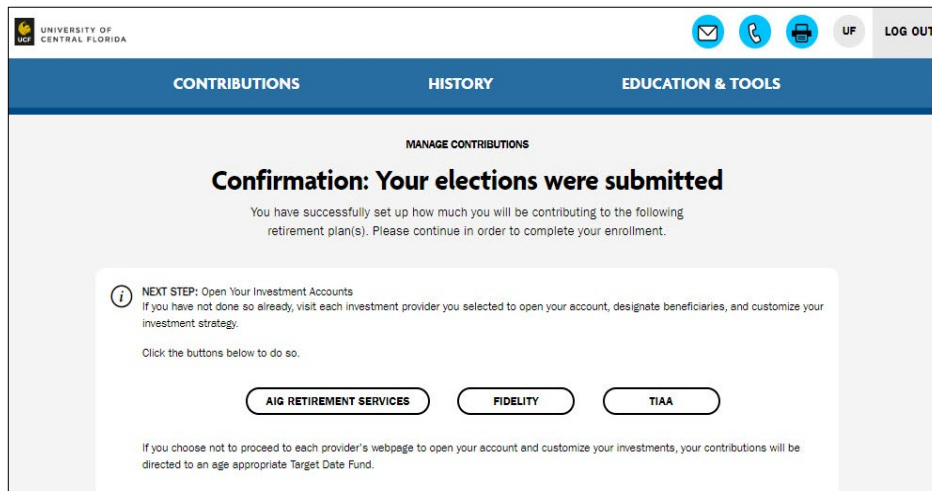 UCF
UNIVERSITY OF
CENTRAL FLORIDA
UF
LOG OUT
CONTRIBUTIONS
HISTORY
EDUCATION & TOOLS
MANAGE CONTRIBUTIONS
Confirmation: Your elections were submitted
You have successfully set up how much you will be contributing to the following
retirement plan(s). Please continue in order to complete your enrollment.
i
NEXT STEP: Open Your Investment Accounts
If you have not done so already, visit each investment provider you selected to open your account, designate beneficiaries, and customize your
investment strategy.
Click the buttons below to do so.
AIG RETIREMENT SERVICES
FIDELITY
TIAA
If you choose not to proceed to each provider's webpage to open your account and customize your investments, your contributions will be
directed to an age appropriate Target Date Fund.